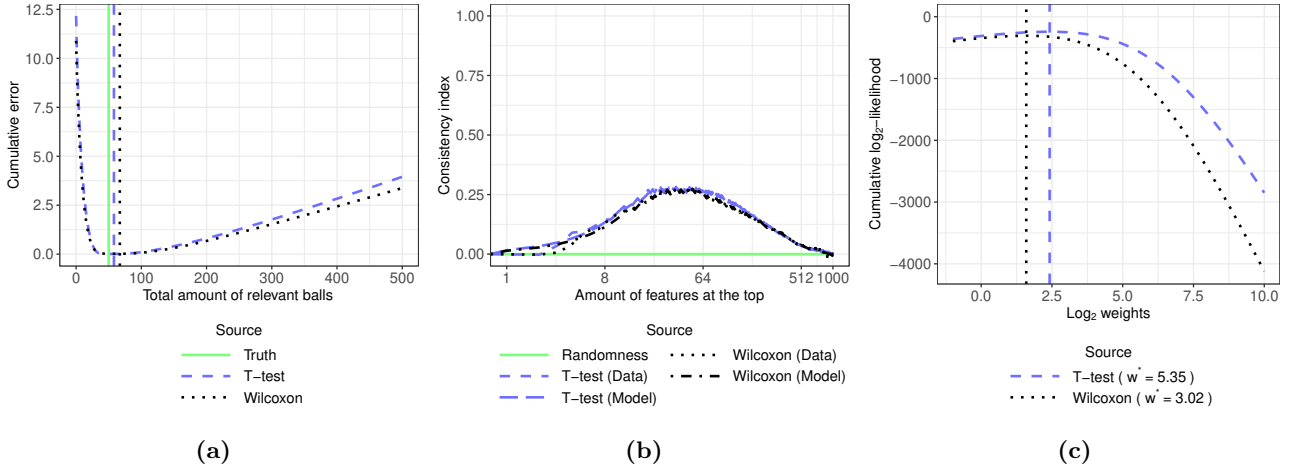 12.5
10.0
7.5
5.0
2.5
0.0
Cumulative error
0 100 200 300 400 500
Total amount of relevant balls
Source
Truth
T−test
Wilcoxon
(a)
1.00
0.75
0.50
0.25
0.00
Consistency index
1 8 64 512 1000
Amount of features at the top
Source
Randomness
T−test (Data)
T−test (Model)
Wilcoxon (Data)
Wilcoxon (Model)
(b)
0
−1000
−2000
−3000
−4000
Cumulative log₂−likelihood
0.0 2.5 5.0 7.5 10.0
Log₂ weights
Source
T−test ( w* = 5.35 )
Wilcoxon ( w* = 3.02 )
(c)